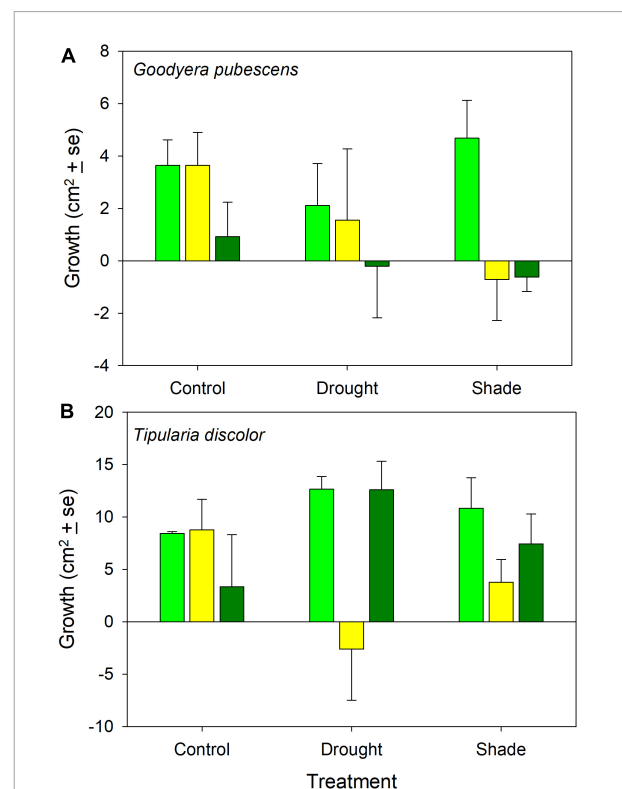 A
Goodyera pubescens
8
6
4
2
0
-2
-4
Growth (cm² ± se)
Control Drought Shade
B
Tipularia discolor
20
15
10
5
0
-5
-10
Growth (cm² ± se)
Control Drought Shade
Treatment